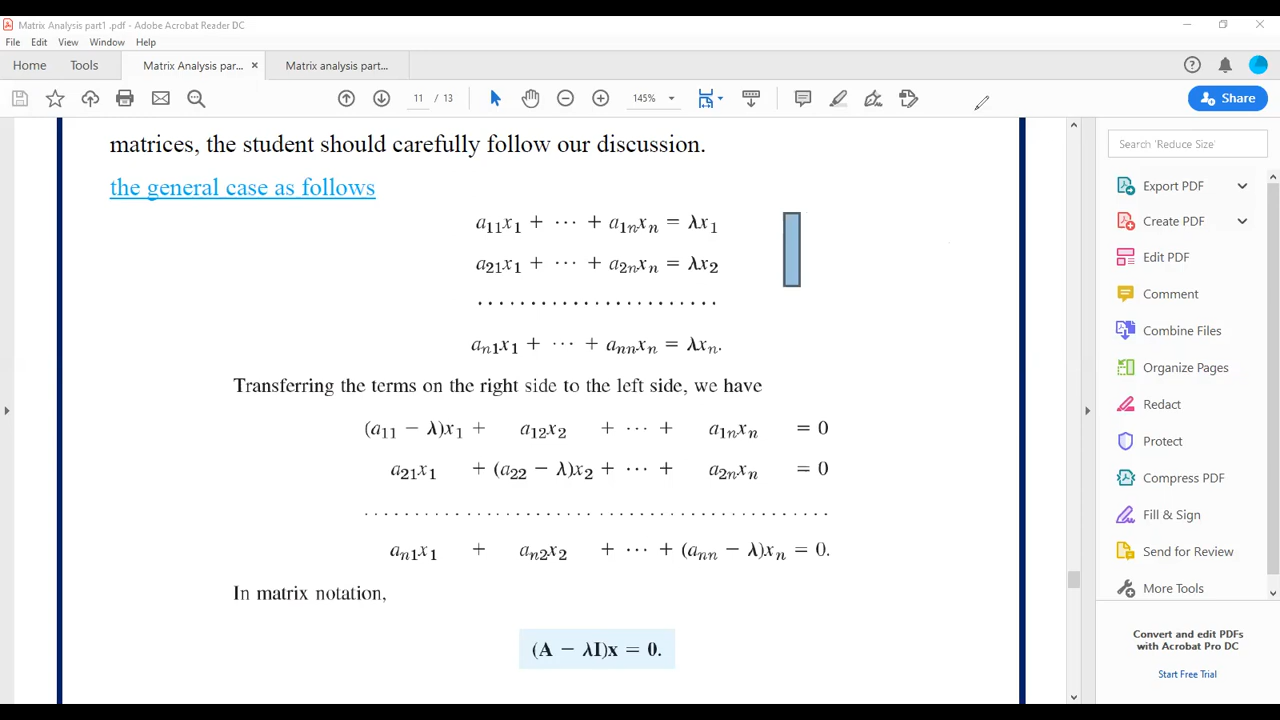 Matrix Analysis part1 .pdf - Adobe Acrobat Reader DC
File Edit View Window Help
Home Tools Matrix Analysis par... × Matrix analysis part...
11 / 13 145% Share
matrices, the student should carefully follow our discussion.
the general case as follows
a₁₁x₁ + ⋯ + a₁ₙxₙ = λx₁
a₂₁x₁ + ⋯ + a₂ₙxₙ = λx₂
. . . . . . . . . . . . . . . . . . . . . . .
aₙ₁x₁ + ⋯ + aₙₙxₙ = λxₙ.
Transferring the terms on the right side to the left side, we have
(a₁₁ − λ)x₁ + a₁₂x₂ + ⋯ + a₁ₙxₙ = 0
a₂₁x₁ + (a₂₂ − λ)x₂ + ⋯ + a₂ₙxₙ = 0
. . . . . . . . . . . . . . . . . . . . . . . . . . . . . . . . . . . . . . . . . . . . .
aₙ₁x₁ + aₙ₂x₂ + ⋯ + (aₙₙ − λ)xₙ = 0.
In matrix notation,
(A − λI)x = 0.
Search 'Reduce Size'
Export PDF
Create PDF
Edit PDF
Comment
Combine Files
Organize Pages
Redact
Protect
Compress PDF
Fill & Sign
Send for Review
More Tools
Convert and edit PDFs
with Acrobat Pro DC
Start Free Trial